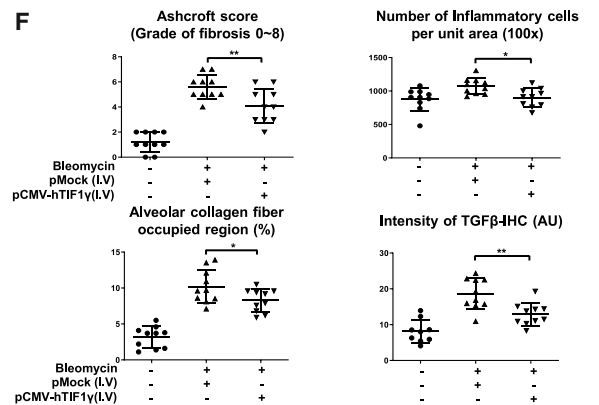 F
Ashcroft score
(Grade of fibrosis 0~8)
**
8
6
4
2
0
Bleomycin - + +
pMock (I.V) - + -
pCMV-hTIF1γ(I.V) - - +
Number of Inflammatory cells
per unit area (100x)
*
1500
1000
500
0
- + +
- + -
- - +
Alveolar collagen fiber
occupied region (%)
*
15
10
5
0
Bleomycin - + +
pMock (I.V) - + -
pCMV-hTIF1γ(I.V) - - +
Intensity of TGFβ-IHC (AU)
**
30
20
10
0
- + +
- + -
- - +